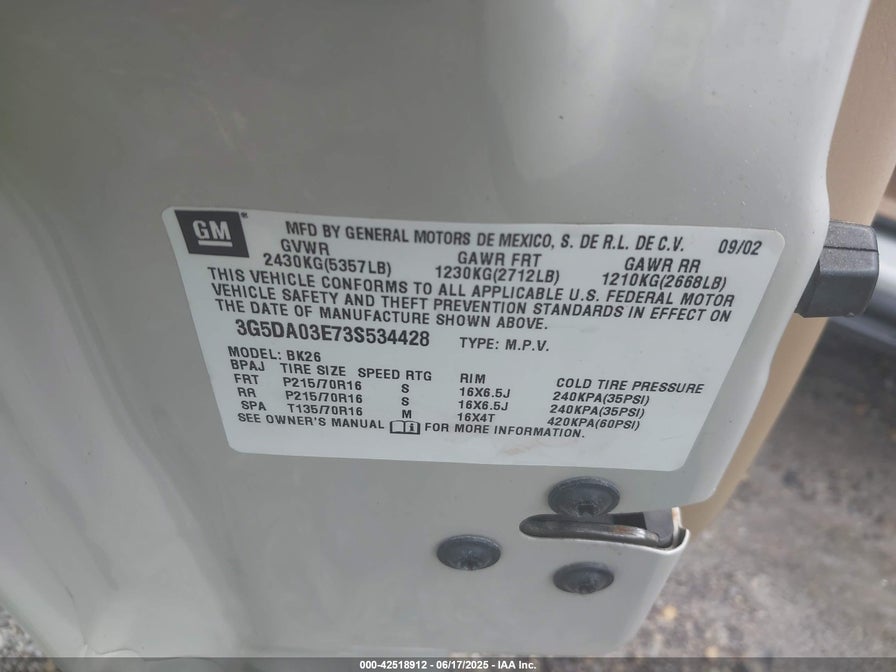 GM
MFD BY GENERAL MOTORS DE MEXICO, S. DE R.L. DE C.V. 09/02
GVWR GAWR FRT GAWR RR
2430KG(5357LB) 1230KG(2712LB) 1210KG(2668LB)
THIS VEHICLE CONFORMS TO ALL APPLICABLE U.S. FEDERAL MOTOR
VEHICLE SAFETY AND THEFT PREVENTION STANDARDS IN EFFECT ON
THE DATE OF MANUFACTURE SHOWN ABOVE.
3G5DA03E73S534428 TYPE: M.P.V.
MODEL: BK26
BPAJ TIRE SIZE SPEED RTG RIM COLD TIRE PRESSURE
FRT P215/70R16 S 16X6.5J 240KPA(35PSI)
RR P215/70R16 S 16X6.5J 240KPA(35PSI)
SPA T135/70R16 M 16X4T 420KPA(60PSI)
SEE OWNER'S MANUAL FOR MORE INFORMATION.
000-42518912 - 06/17/2025 - IAA Inc.